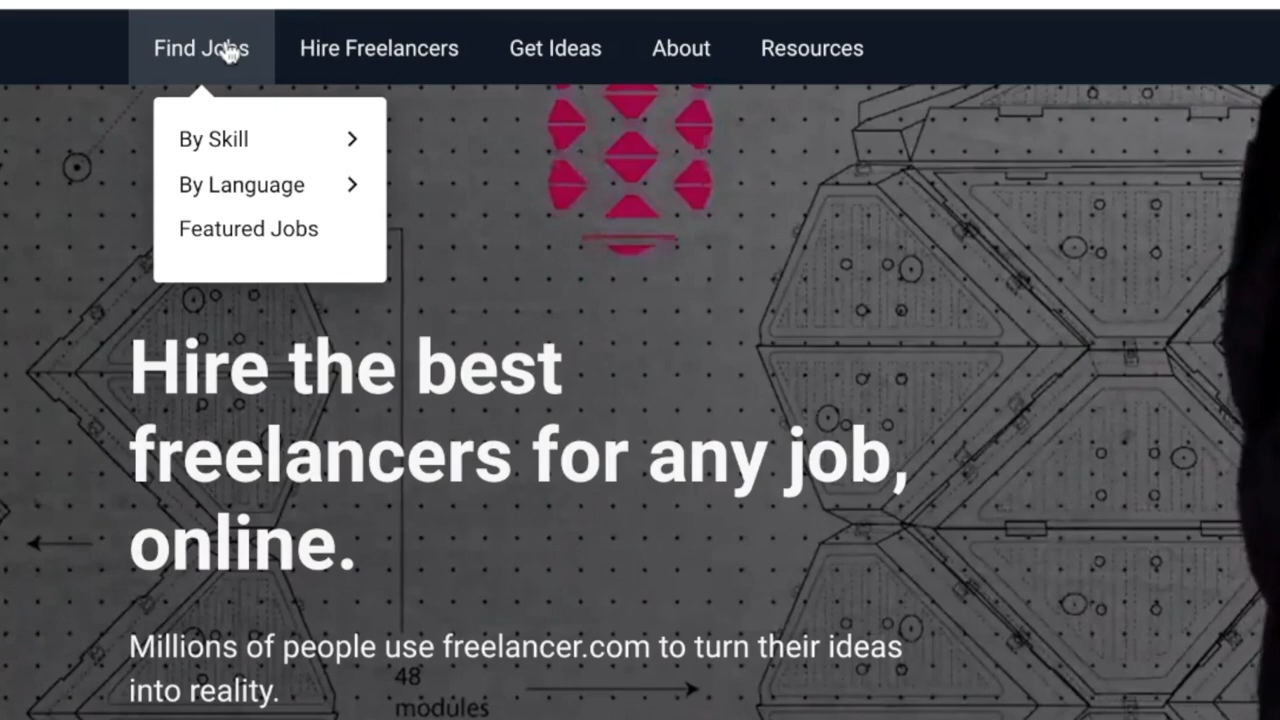 Find Jobs
Hire Freelancers
Get Ideas
About
Resources
By Skill
By Language
Featured Jobs
Hire the best
freelancers for any job,
online.
Millions of people use freelancer.com to turn their ideas
into reality.
48
modules